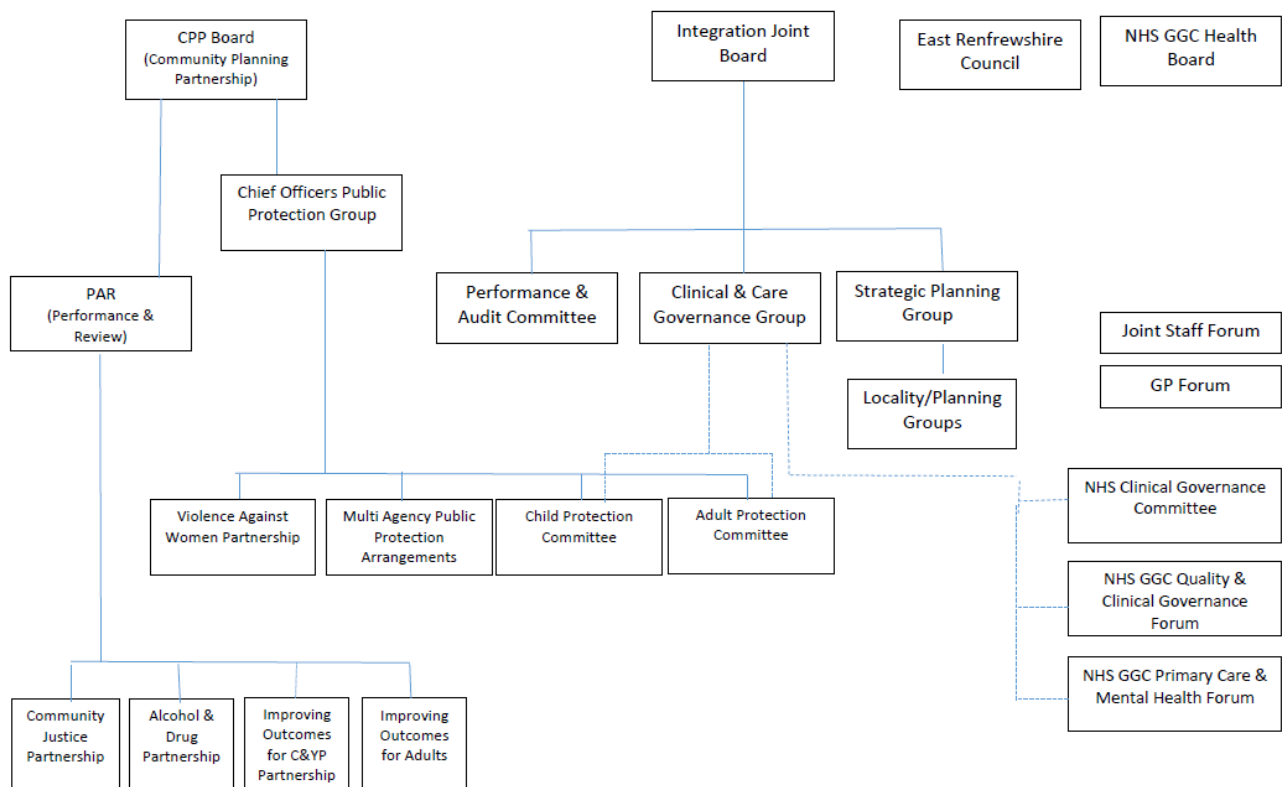 CPP Board
(Community Planning
Partnership)
Integration Joint
Board
East Renfrewshire
Council
NHS GGC Health
Board
Chief Officers Public
Protection Group
PAR
(Performance &
Review)
Performance &
Audit Committee
Clinical & Care
Governance Group
Strategic Planning
Group
Joint Staff Forum
GP Forum
Locality/Planning
Groups
Violence Against
Women Partnership
Multi Agency Public
Protection
Arrangements
Child Protection
Committee
Adult Protection
Committee
NHS Clinical Governance
Committee
NHS GGC Quality &
Clinical Governance
Forum
NHS GGC Primary Care &
Mental Health Forum
Community
Justice
Partnership
Alcohol &
Drug
Partnership
Improving
Outcomes
for C&YP
Partnership
Improving
Outcomes
for Adults